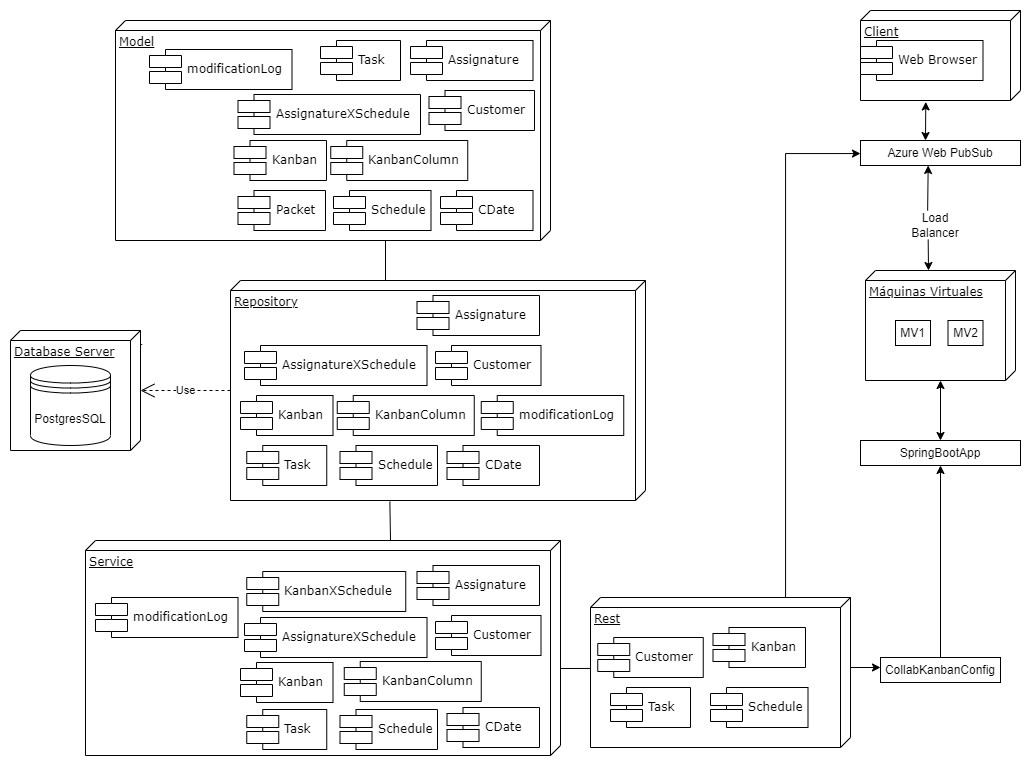 Model
modificationLog
Task
Assignature
AssignatureXSchedule
Customer
Kanban
KanbanColumn
Packet
Schedule
CDate
Client
Web Browser
Azure Web PubSub
Load
Balancer
Máquinas Virtuales
MV1
MV2
SpringBootApp
Repository
Assignature
AssignatureXSchedule
Customer
Kanban
KanbanColumn
modificationLog
Task
Schedule
CDate
Database Server
PostgresSQL
Use
Service
KanbanXSchedule
Assignature
modificationLog
AssignatureXSchedule
Customer
Kanban
KanbanColumn
Task
Schedule
CDate
Rest
Customer
Kanban
Task
Schedule
CollabKanbanConfig